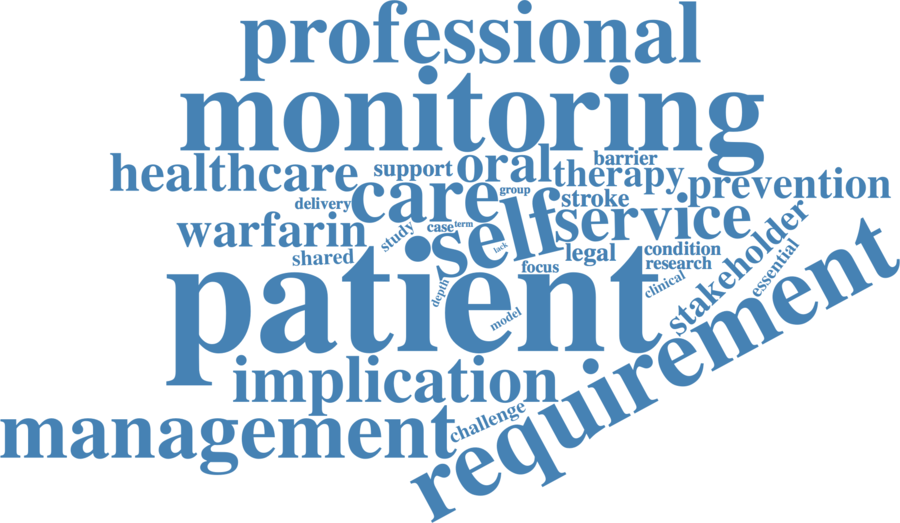 professional
monitoring
healthcare
support
oral
therapy
barrier
prevention
delivery
care
group
stroke
service
warfarin
study
case
term
self
lack
shared
focus
legal
condition
research
stakeholder
essential
clinical
patient
depth
model
requirement
implication
management
challenge